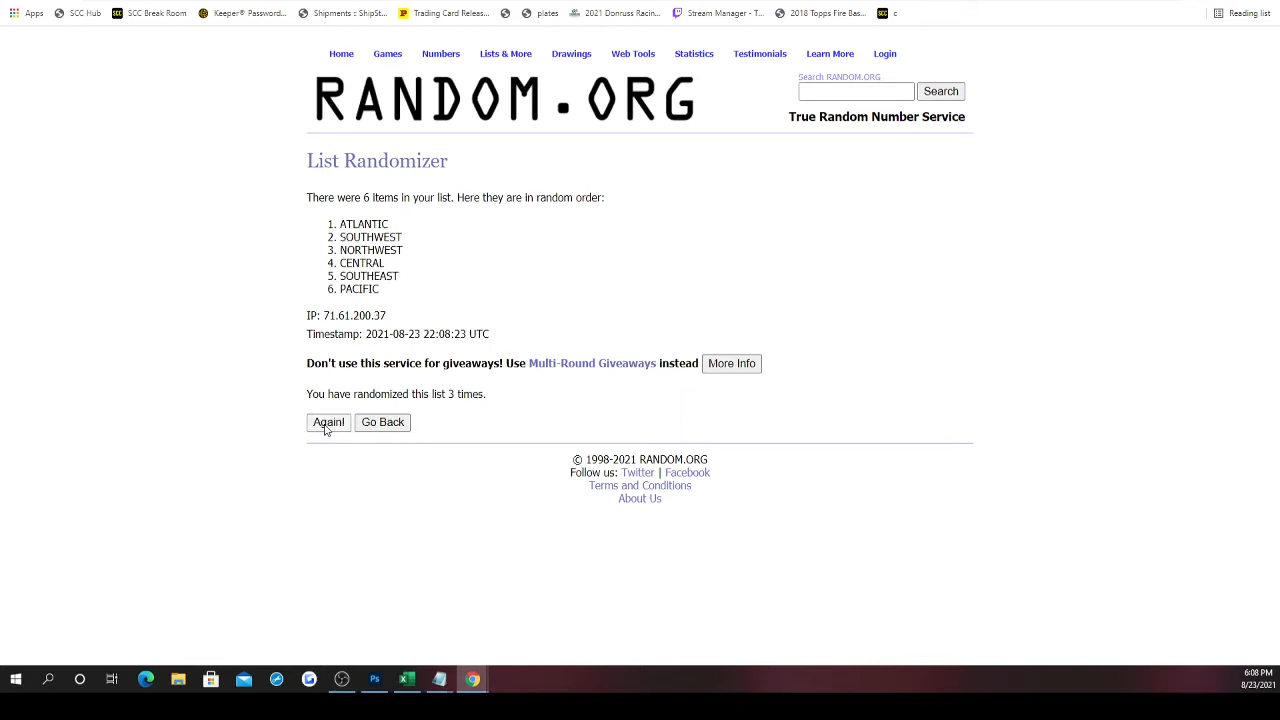 Apps SCC Hub SCC Break Room Keeper® Password... Shipments :: ShipSt... Trading Card Releas... plates 2021 Donruss Racin... Stream Manager - T... 2018 Topps Fire Bas... c Reading list
Home Games Numbers Lists & More Drawings Web Tools Statistics Testimonials Learn More Login
RANDOM.ORG
Search RANDOM.ORG
Search
True Random Number Service
List Randomizer
There were 6 items in your list. Here they are in random order:
1. ATLANTIC
2. SOUTHWEST
3. NORTHWEST
4. CENTRAL
5. SOUTHEAST
6. PACIFIC
IP: 71.61.200.37
Timestamp: 2021-08-23 22:08:23 UTC
Don't use this service for giveaways! Use Multi-Round Giveaways instead More Info
You have randomized this list 3 times.
Again! Go Back
© 1998-2021 RANDOM.ORG
Follow us: Twitter | Facebook
Terms and Conditions
About Us
6:08 PM
8/23/2021